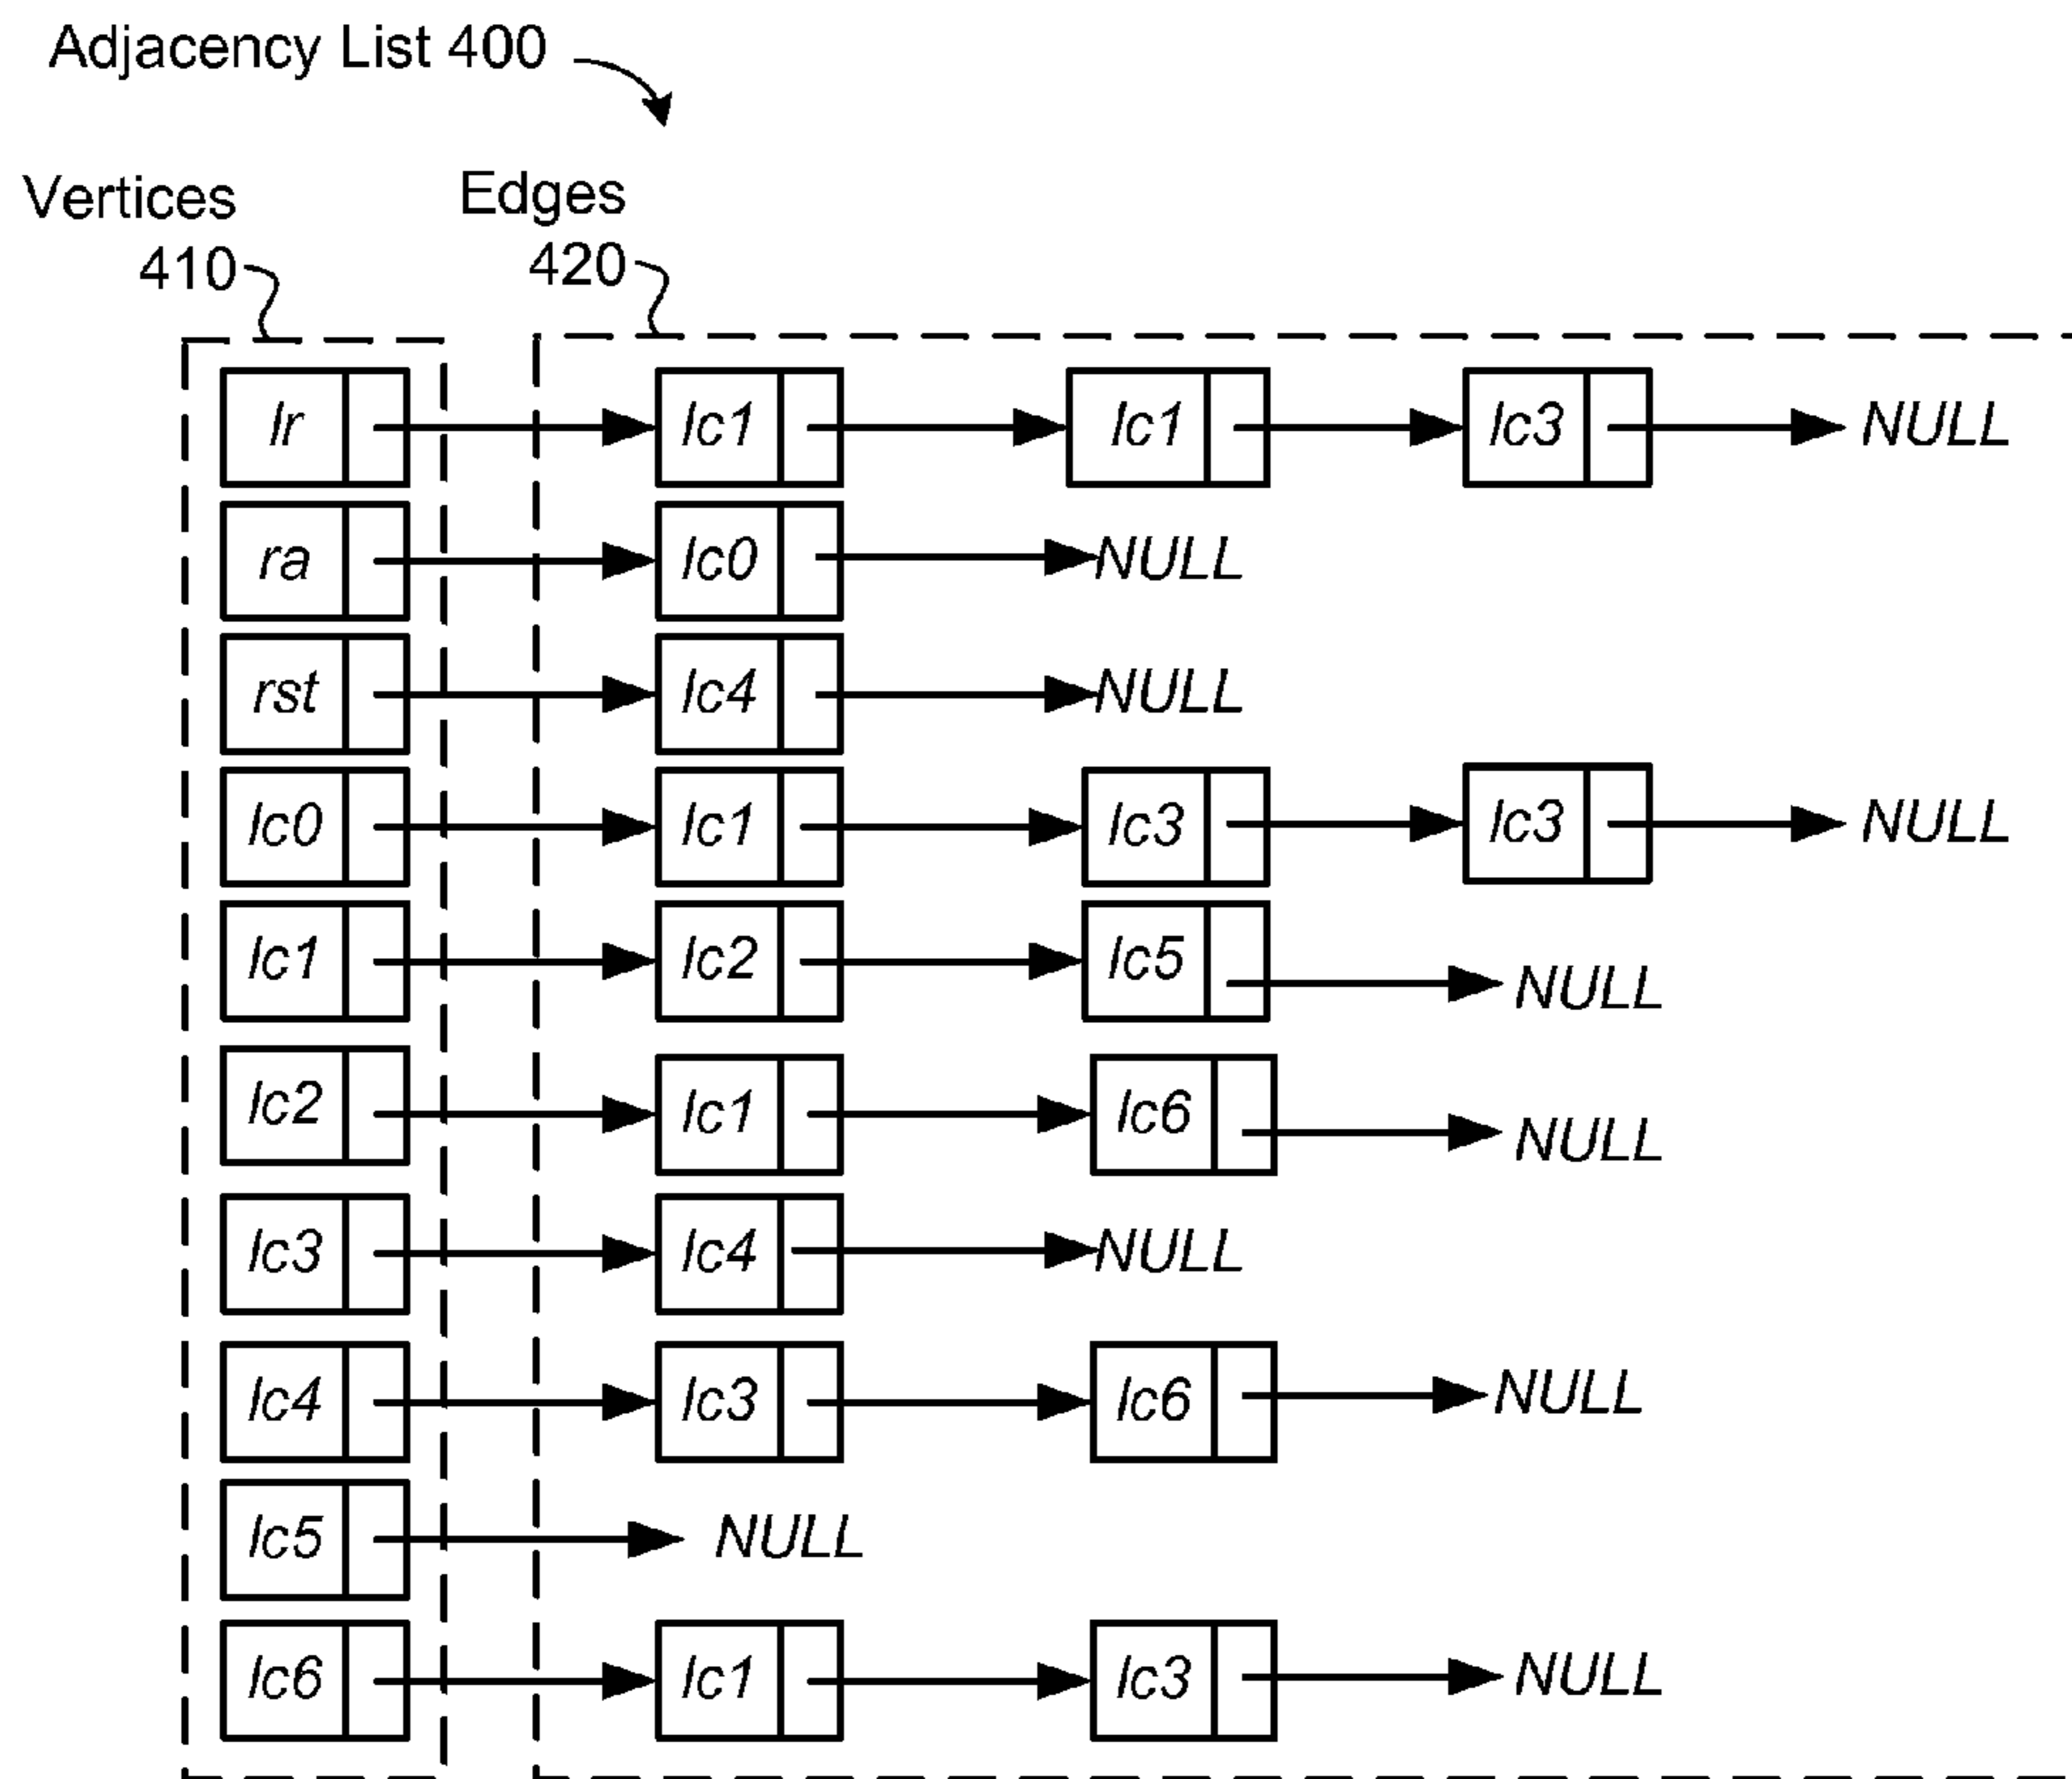 Adjacency List 400
Vertices
410
Edges
420
lr lc1 lc1 lc3 NULL
ra lc0 NULL
rst lc4 NULL
lc0 lc1 lc3 lc3 NULL
lc1 lc2 lc5 NULL
lc2 lc1 lc6 NULL
lc3 lc4 NULL
lc4 lc3 lc6 NULL
lc5 NULL
lc6 lc1 lc3 NULL